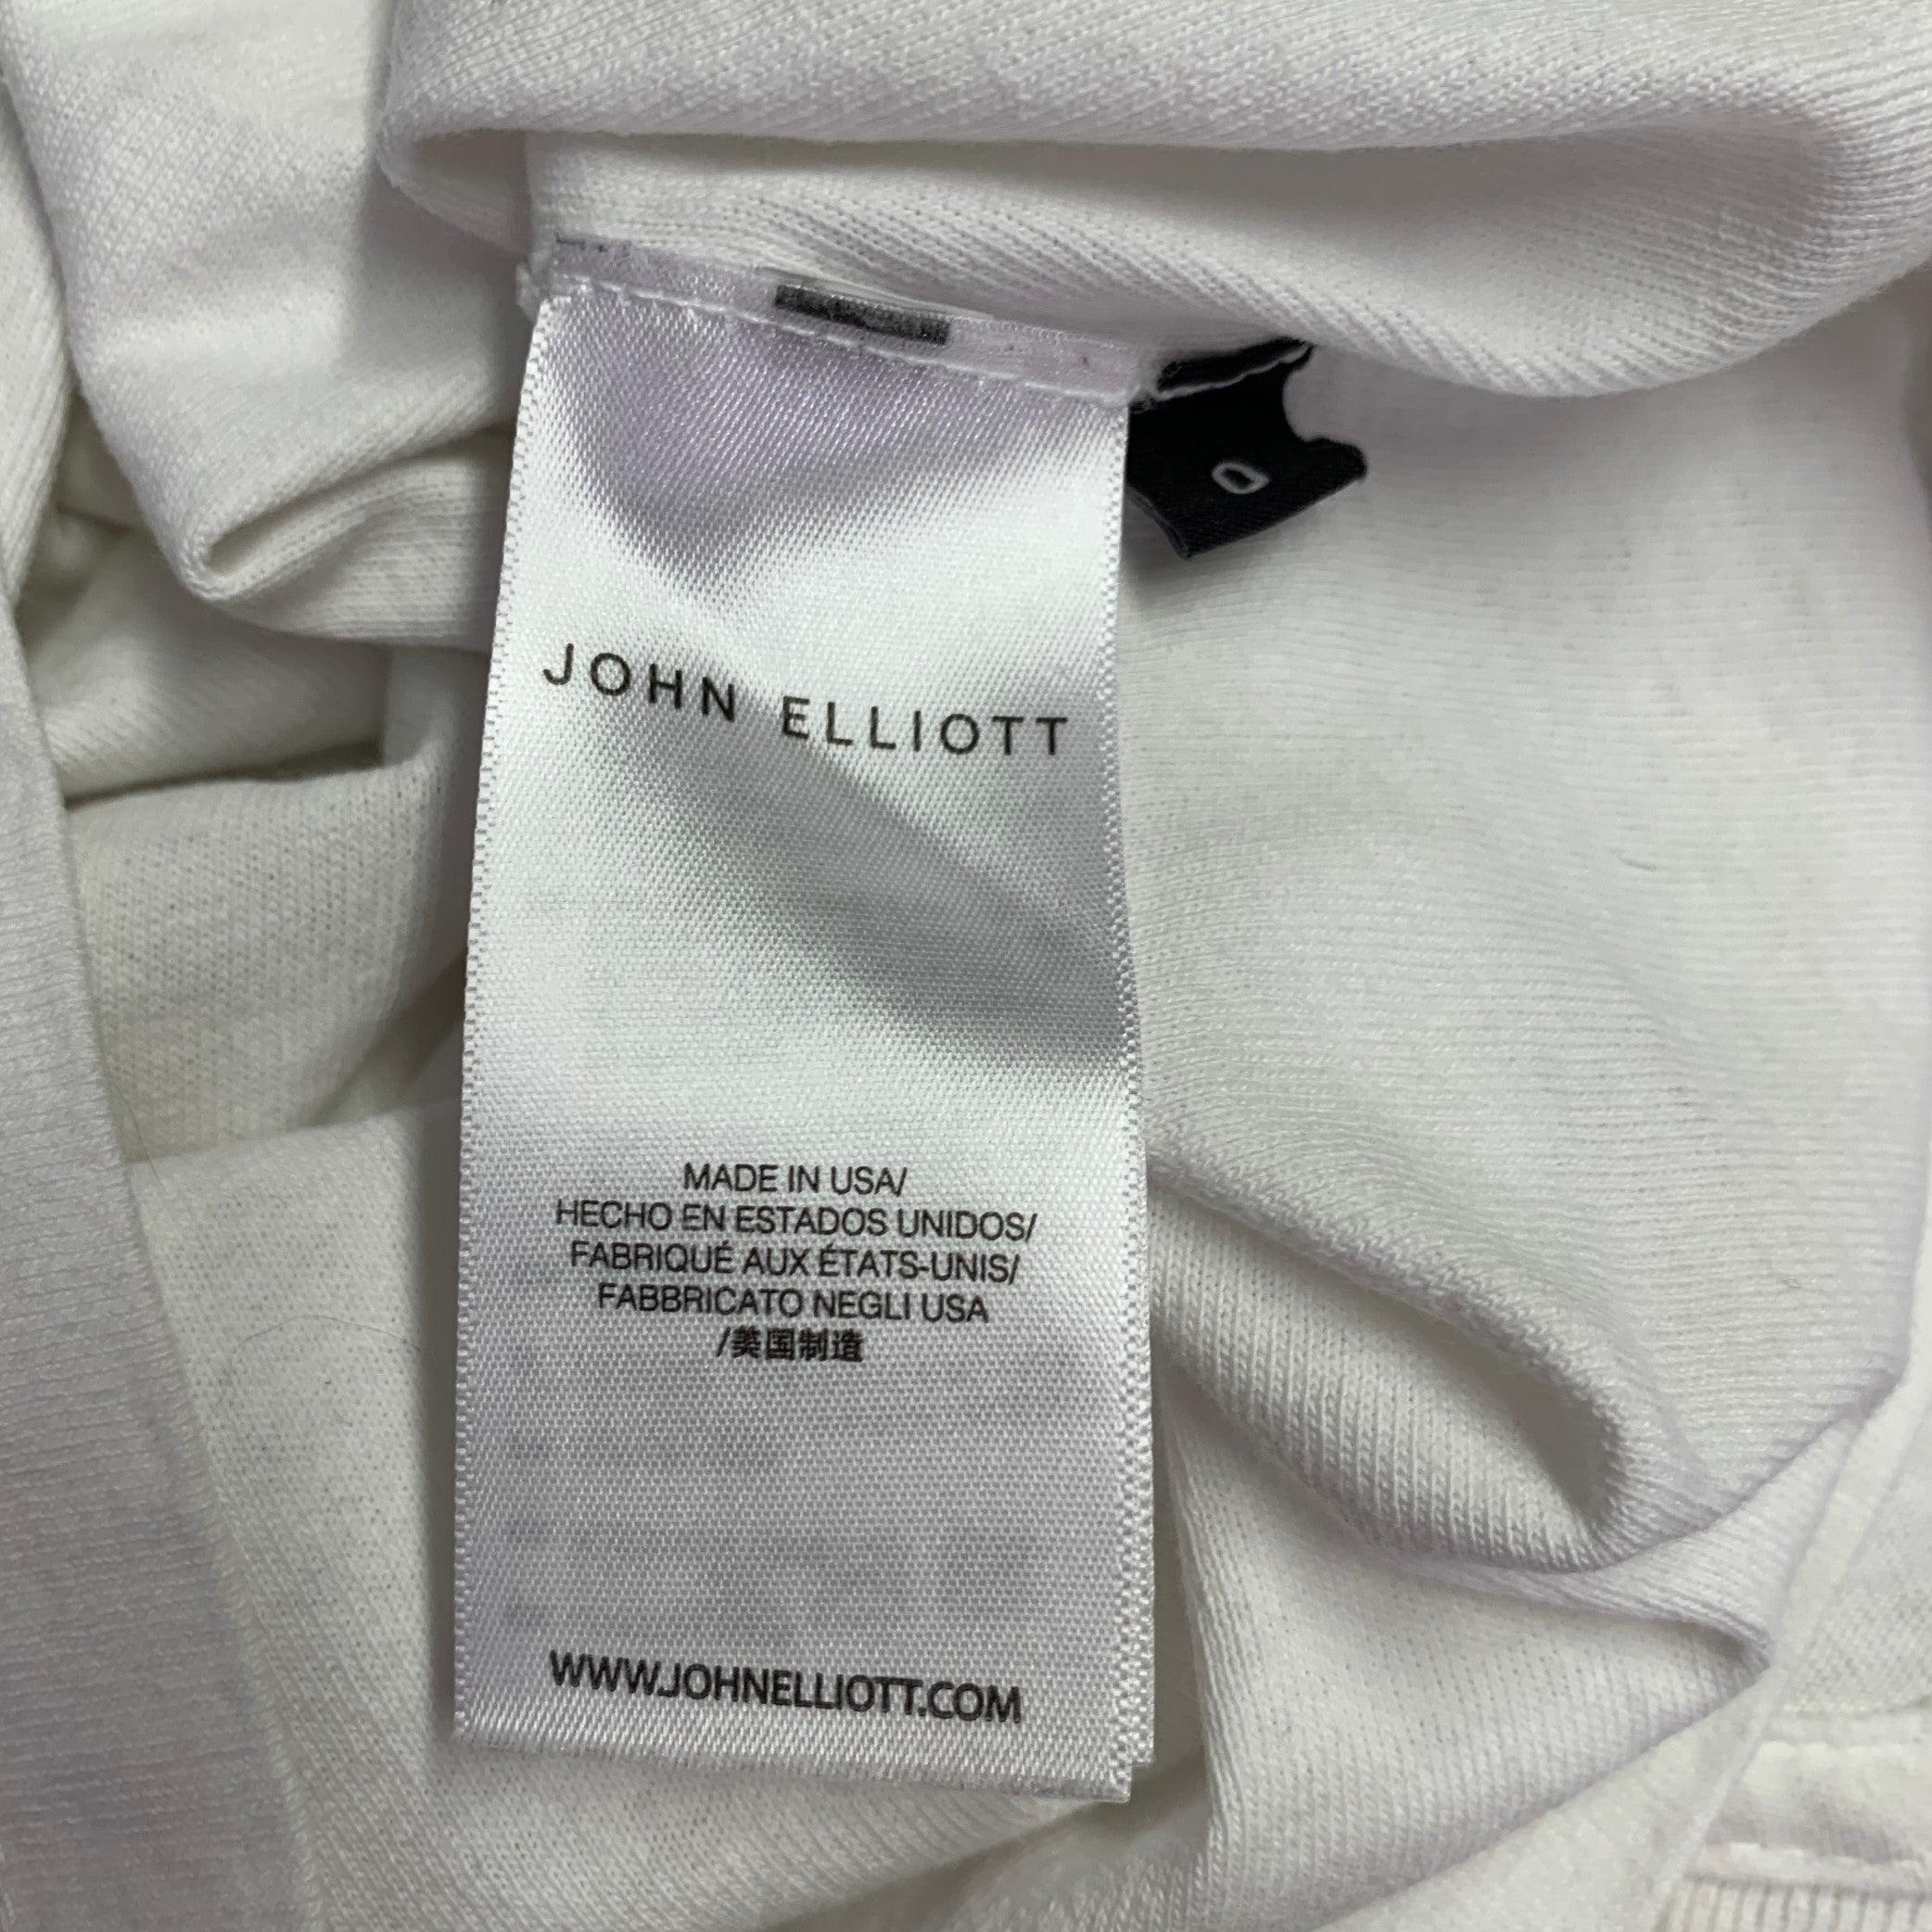 0
JOHN ELLIOTT
MADE IN USA/
HECHO EN ESTADOS UNIDOS/
FABRIQUÉ AUX ÉTATS-UNIS/
FABBRICATO NEGLI USA
/美国制造
WWW.JOHNELLIOTT.COM